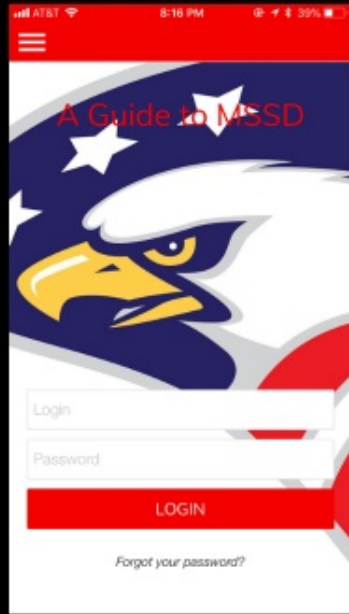 AT&T 8:16 PM 39%
A Guide to MSSD
Login
Password
LOGIN
Forgot your password?